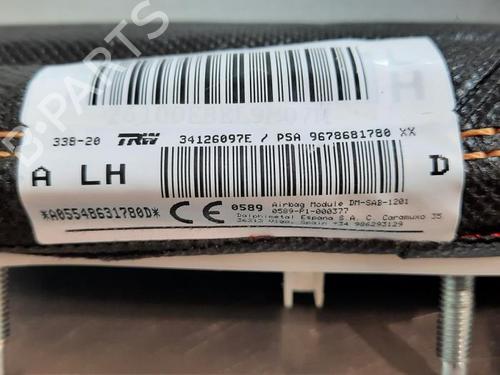 B-PARTS
338-20 TRW 34126097E / PSA 9678681780 XX
A LH D
*A05548631780D* CE 0589 Airbag Module DM-SAB-1201
0589-P1-000377
Dalphimetal Espana S.A. C. Caramuxo 35
36213 Vigo, Spain +34 986293129